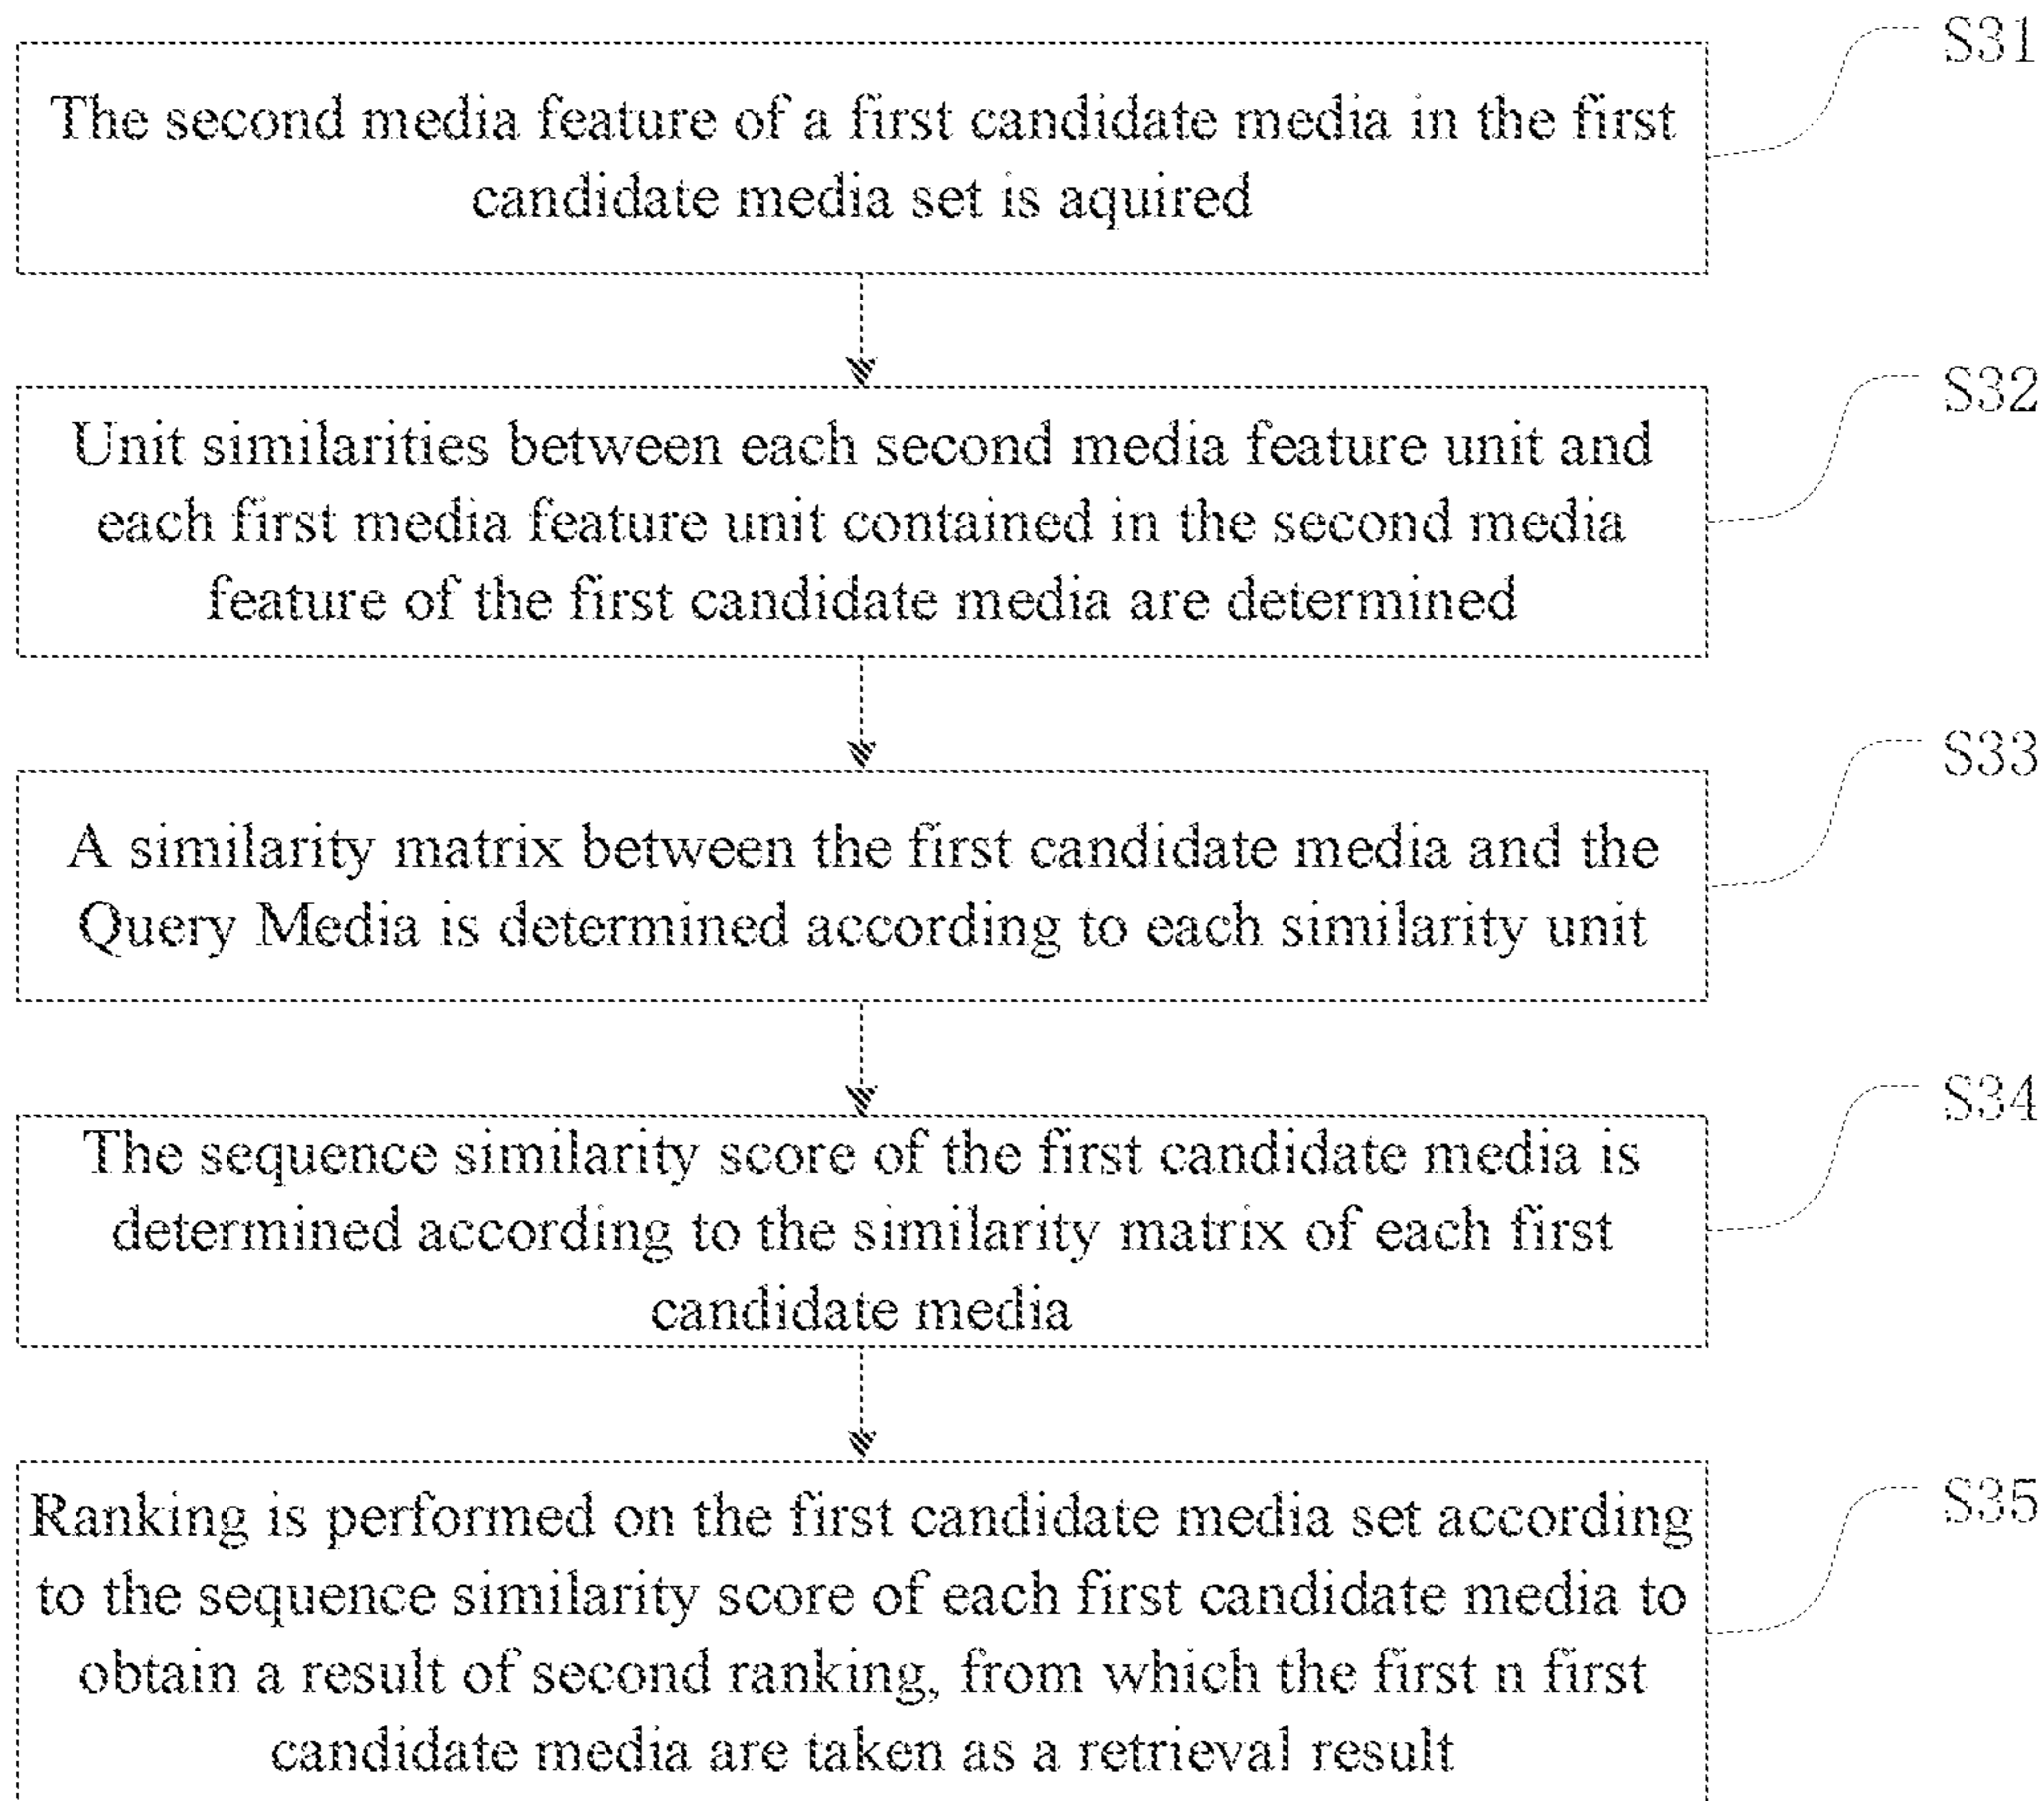 S31
The second media feature of a first candidate media in the first
candidate media set is aquired
S32
Unit similarities between each second media feature unit and
each first media feature unit contained in the second media
feature of the first candidate media are determined
S33
A similarity matrix between the first candidate media and the
Query Media is determined according to each similarity unit
S34
The sequence similarity score of the first candidate media is
determined according to the similarity matrix of each first
candidate media
S35
Ranking is performed on the first candidate media set according
to the sequence similarity score of each first candidate media to
obtain a result of second ranking, from which the first n first
candidate media are taken as a retrieval result